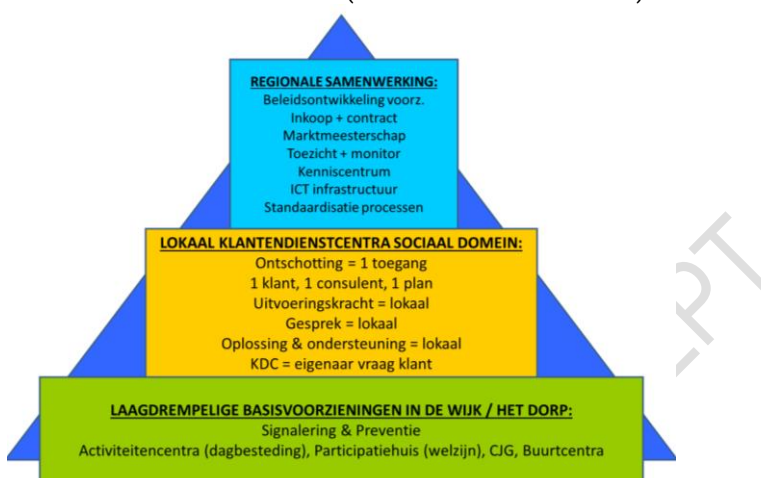 REGIONALE SAMENWERKING:
Beleidsontwikkeling voorz.
Inkoop + contract
Marktmeesterschap
Toezicht + monitor
Kenniscentrum
ICT infrastructuur
Standaardisatie processen
LOKAAL KLANTENDIENSTCENTRA SOCIAAL DOMEIN:
Ontschotting = 1 toegang
1 klant, 1 consulent, 1 plan
Uitvoeringskracht = lokaal
Gesprek = lokaal
Oplossing & ondersteuning = lokaal
KDC = eigenaar vraag klant
LAAGDREMPELIGE BASISVOORZIENINGEN IN DE WIJK / HET DORP:
Signalering & Preventie
Activiteitencentra (dagbesteding), Participatiehuis (welzijn), CJG, Buurtcentra